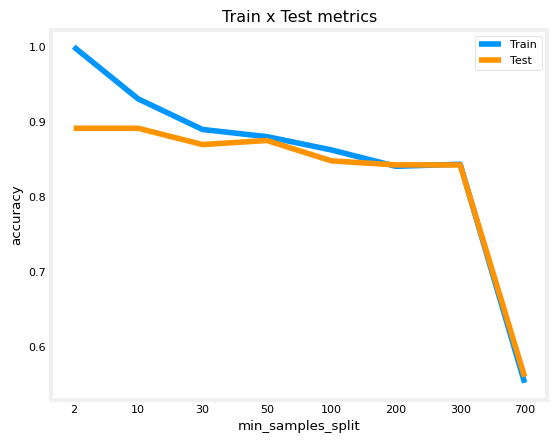 Train x Test metrics
Train
Test
accuracy
1.0
0.9
0.8
0.7
0.6
2 10 30 50 100 200 300 700
min_samples_split